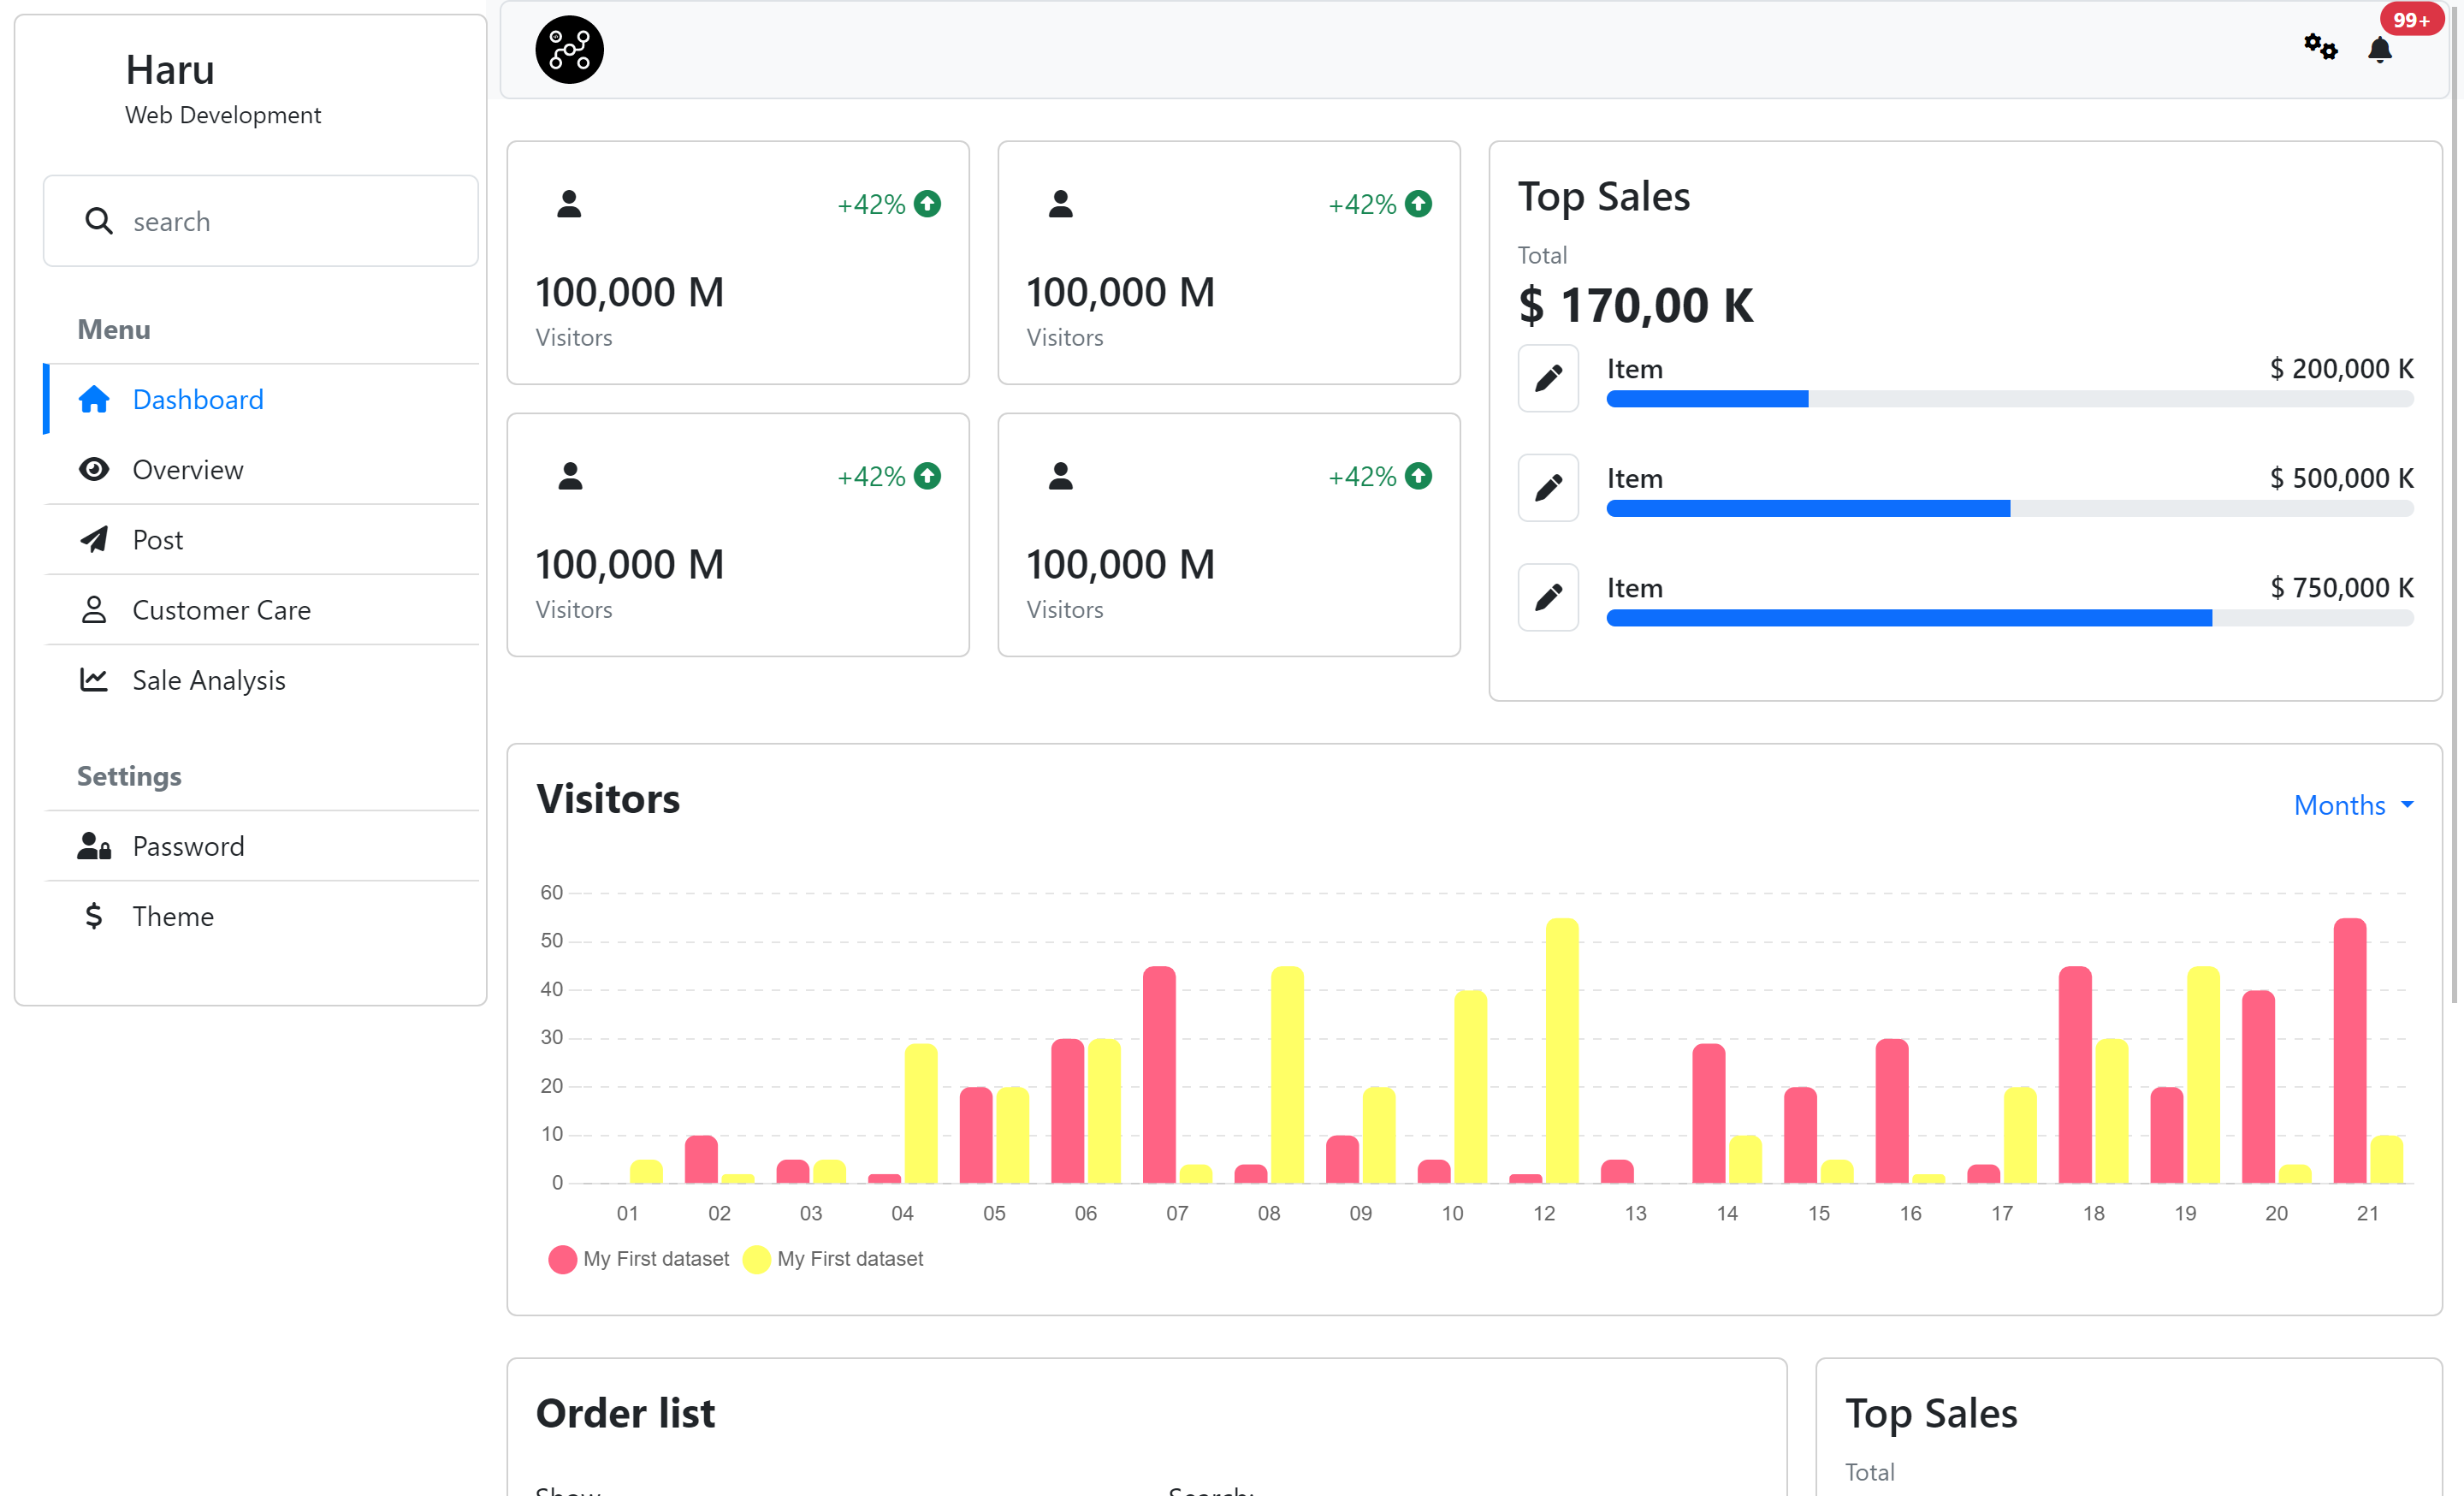 Haru
Web Development
search
Menu
Dashboard
Overview
Post
Customer Care
Sale Analysis
Settings
Password
Theme
99+
+42%
100,000 M
Visitors
+42%
100,000 M
Visitors
+42%
100,000 M
Visitors
+42%
100,000 M
Visitors
Top Sales
Total
$ 170,00 K
Item $ 200,000 K
Item $ 500,000 K
Item $ 750,000 K
Visitors
Months
60
50
40
30
20
10
0
01 02 03 04 05 06 07 08 09 10 12 13 14 15 16 17 18 19 20 21
My First dataset My First dataset
Order list
Show
Search:
Top Sales
Total